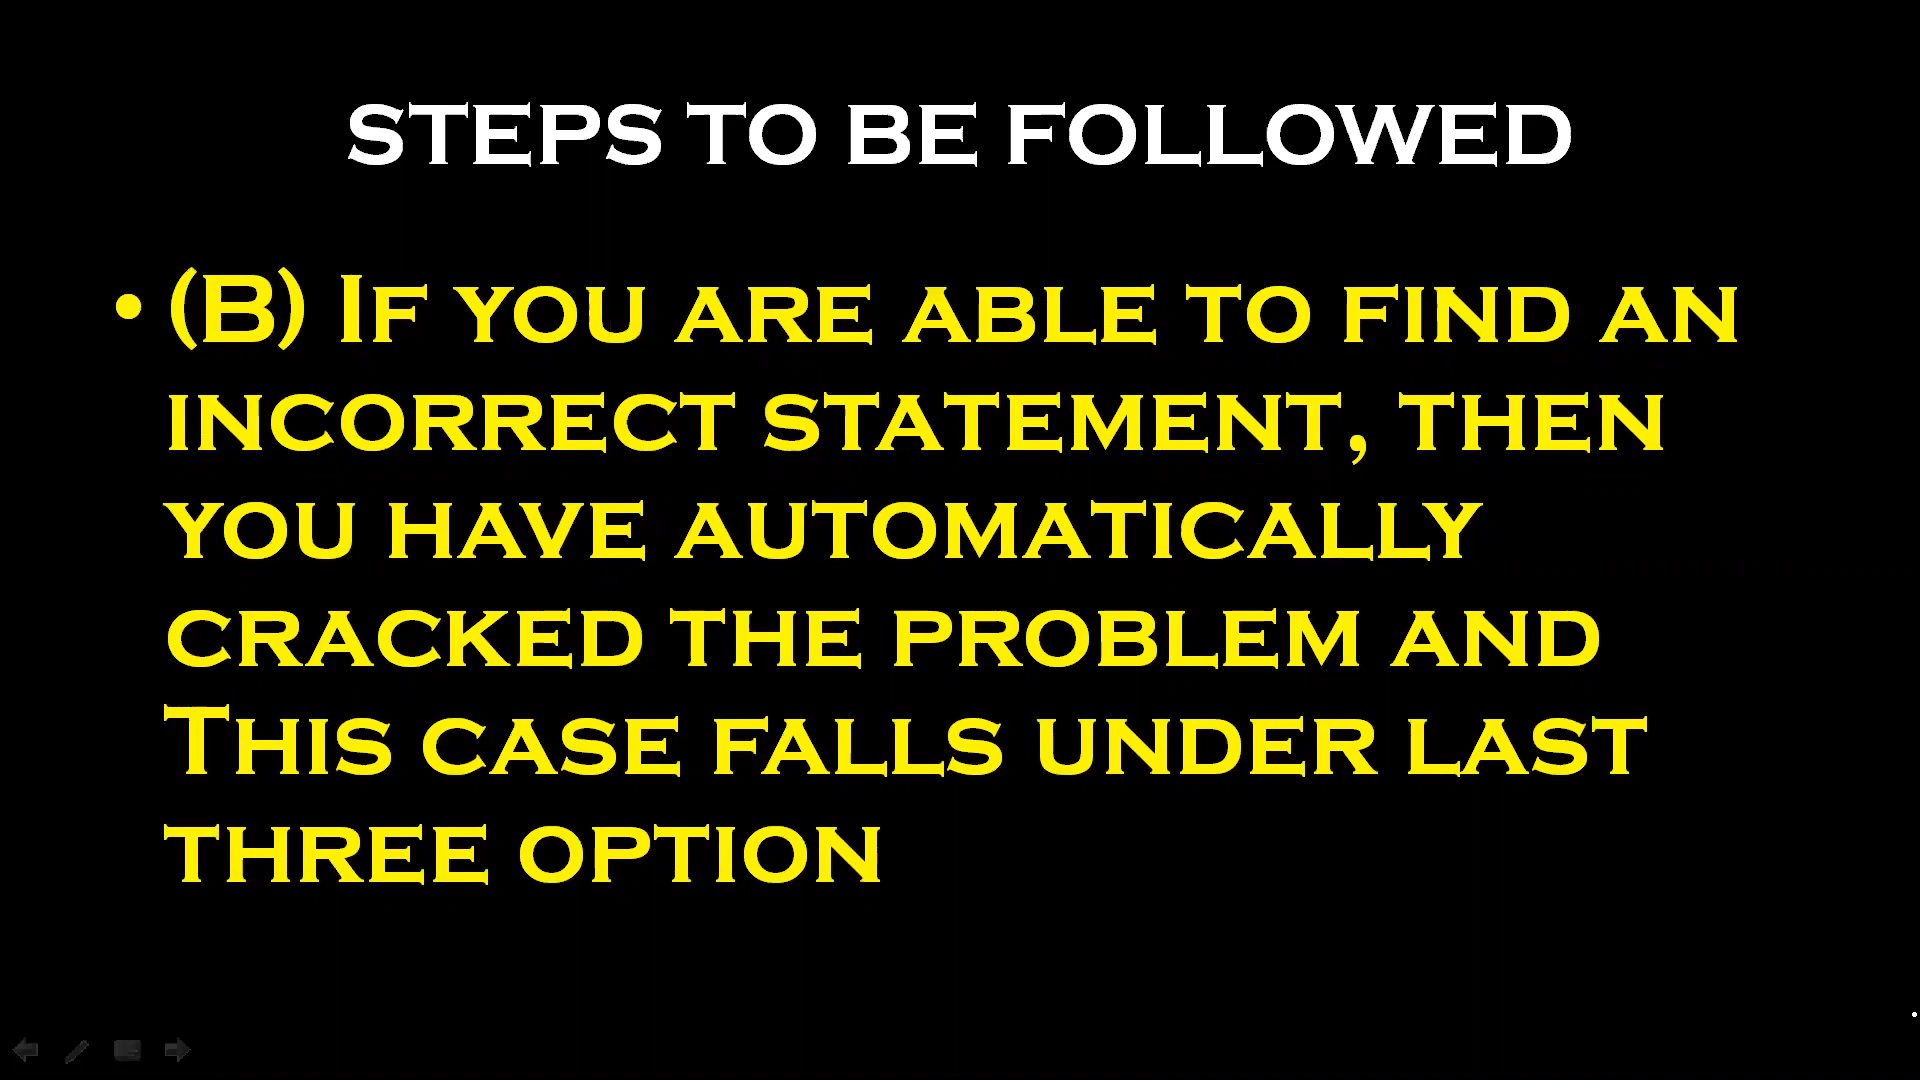 STEPS TO BE FOLLOWED
• (B) If you are able to find an
incorrect statement, then
you have automatically
cracked the problem and
This case falls under last
three option